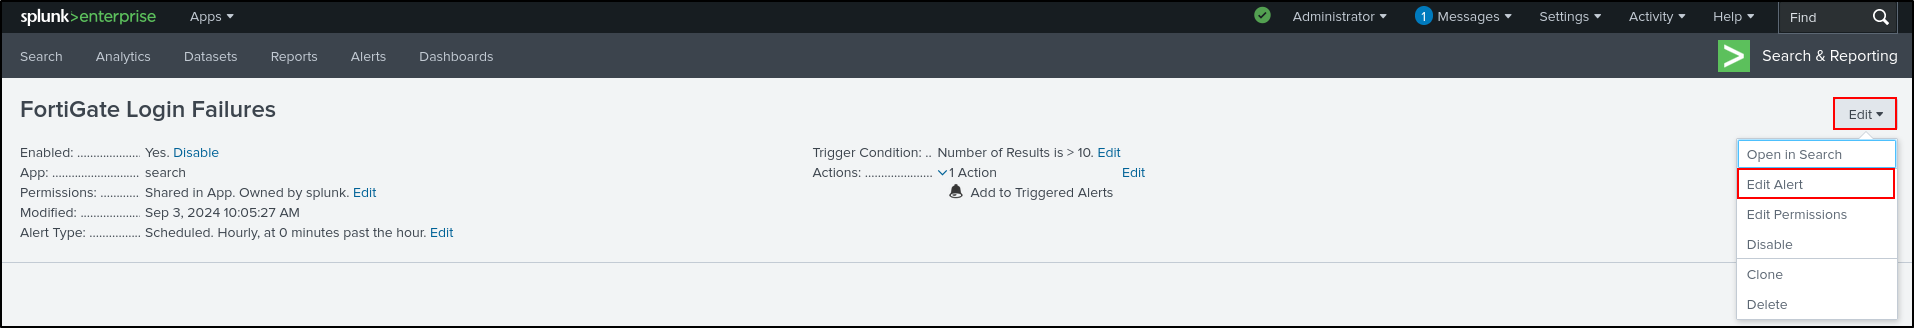 splunk>enterprise Apps Administrator 1 Messages Settings Activity Help Find
Search Analytics Datasets Reports Alerts Dashboards Search & Reporting
FortiGate Login Failures
Edit
Enabled: .................... Yes. Disable
App: ........................... search
Permissions: ............ Shared in App. Owned by splunk. Edit
Modified: ................... Sep 3, 2024 10:05:27 AM
Alert Type: ................ Scheduled. Hourly, at 0 minutes past the hour. Edit
Trigger Condition: .. Number of Results is > 10. Edit
Actions: ..................... 1 Action Edit
Add to Triggered Alerts
Open in Search
Edit Alert
Edit Permissions
Disable
Clone
Delete